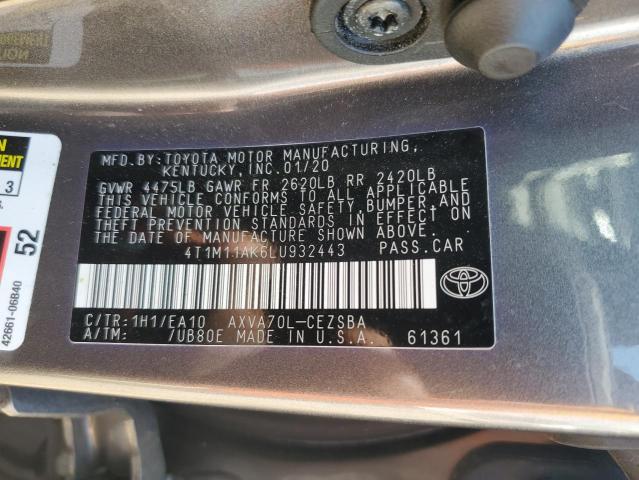 MFD.BY:TOYOTA MOTOR MANUFACTURING,
KENTUCKY, INC. 01/20
GVWR 4475LB GAWR FR 2620LB RR 2420LB
THIS VEHICLE CONFORMS TO ALL APPLICABLE
FEDERAL MOTOR VEHICLE SAFETY, BUMPER, AND
THEFT PREVENTION STANDARDS IN EFFECT ON
THE DATE OF MANUFACTURE SHOWN ABOVE.
4T1M11AK6LU932443 PASS.CAR
C/TR:1H1/EA10 AXVA70L-CEZSBA
A/TM: /UB80E MADE IN U.S.A. 61361
3
52
42661-06840